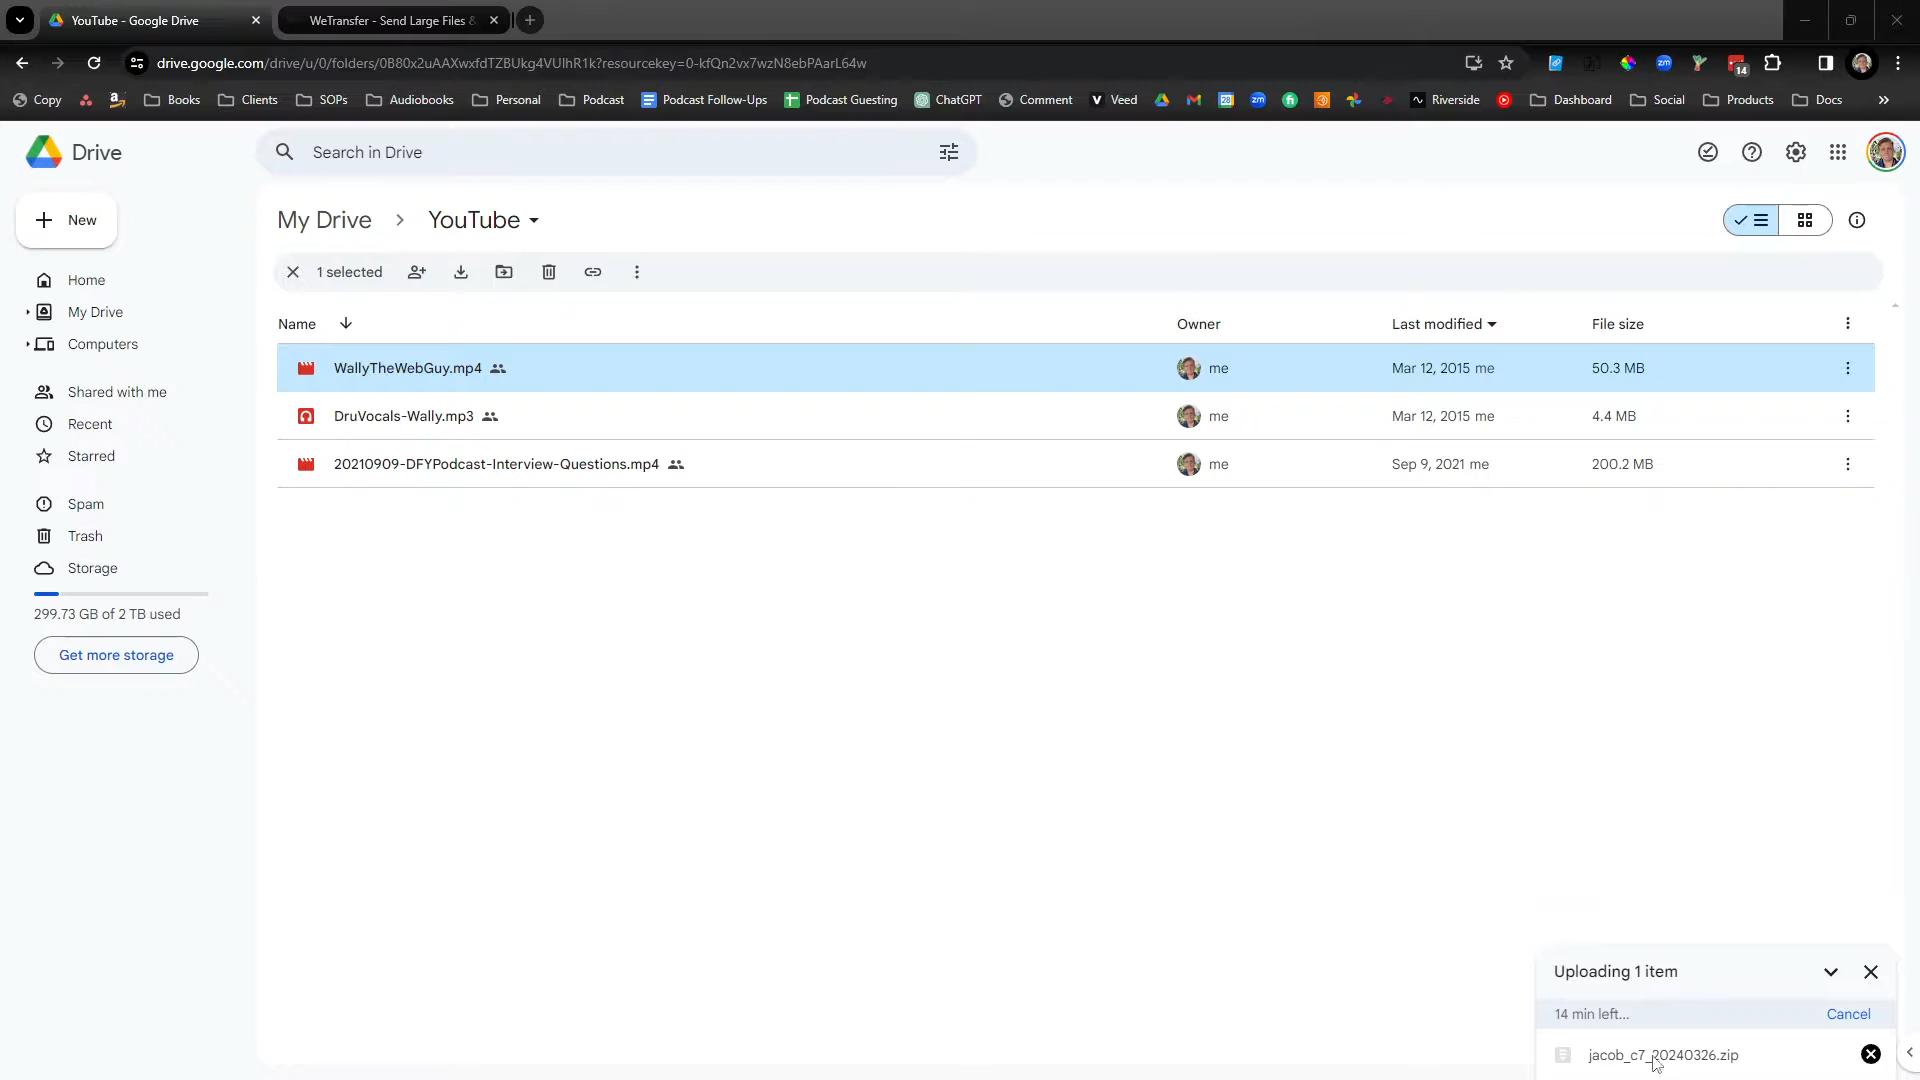 YouTube - Google Drive
WeTransfer - Send Large Files &
drive.google.com/drive/u/0/folders/0B80x2uAAXwxfdTZBUkg4VUlhR1k?resourcekey=0-kfQn2vx7wzN8ebPAarL64w
14
Copy Books Clients SOPs Audiobooks Personal Podcast Podcast Follow-Ups Podcast Guesting ChatGPT Comment V Veed 28 zm Riverside Dashboard Social Products Docs »
Drive
Search in Drive
New
My Drive > YouTube
1 selected
Home
My Drive
Computers
Shared with me
Recent
Starred
Spam
Trash
Storage
299.73 GB of 2 TB used
Get more storage
Name Owner Last modified File size
WallyTheWebGuy.mp4 me Mar 12, 2015 me 50.3 MB
DruVocals-Wally.mp3 me Mar 12, 2015 me 4.4 MB
20210909-DFYPodcast-Interview-Questions.mp4 me Sep 9, 2021 me 200.2 MB
Uploading 1 item
14 min left... Cancel
jacob_c7_20240326.zip